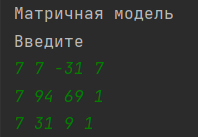 Матричная модель
Введите
7 7 -31 7
7 94 69 1
7 31 9 1